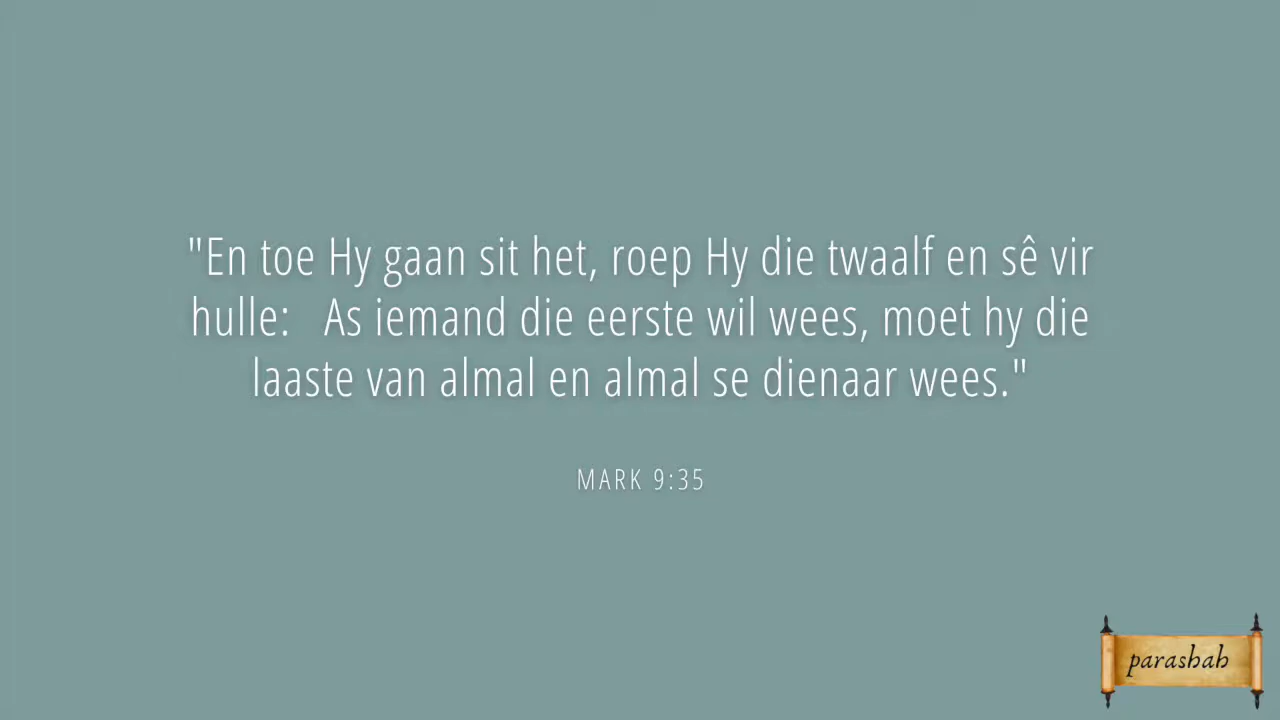 "En toe Hy gaan sit het, roep Hy die twaalf en sê vir
hulle:   As iemand die eerste wil wees, moet hy die
laaste van almal en almal se dienaar wees."
MARK 9:35
parashah